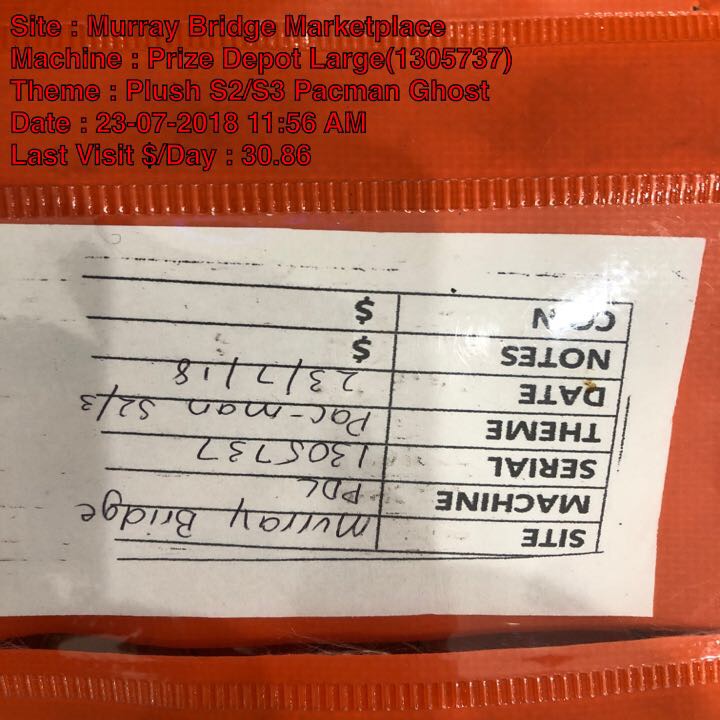 Site : Murray Bridge Marketplace
Machine : Prize Depot Large(1305737)
Theme : Plush S2/S3 Pacman Ghost
Date : 23-07-2018 11:56 AM
Last Visit $/Day : 30.86
SITE Murray Bridge
MACHINE PDL
SERIAL 1305737
THEME Pac-man S2/3
DATE 23/7/18
NOTES $
COIN $